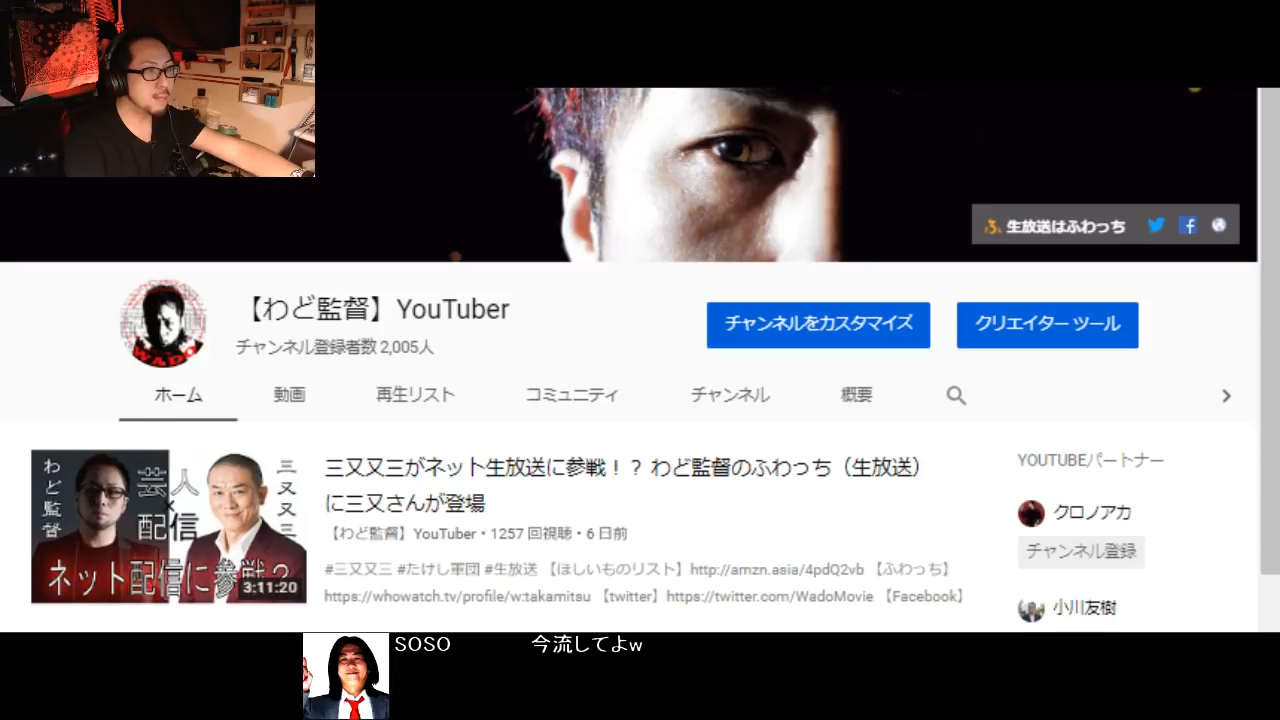 生放送はふわっち
【わど監督】YouTuber
チャンネル登録者数 2,005人
チャンネルをカスタマイズ
クリエイター ツール
ホーム 動画 再生リスト コミュニティ チャンネル 概要
WADO
わど監督
芸人
×
配信
三又又三
ネット配信に参戦？
3:11:20
三又又三がネット生放送に参戦！？ わど監督のふわっち（生放送）
に三又さんが登場
【わど監督】YouTuber・1257 回視聴・6 日前
#三又又三 #たけし軍団 #生放送 【ほしいものリスト】http://amzn.asia/4pdQ2vb 【ふわっち】
https://whowatch.tv/profile/w:takamitsu 【twitter】https://twitter.com/WadoMovie 【Facebook】
YOUTUBEパートナー
クロノアカ
チャンネル登録
小川友樹
SOSO 今流してよw